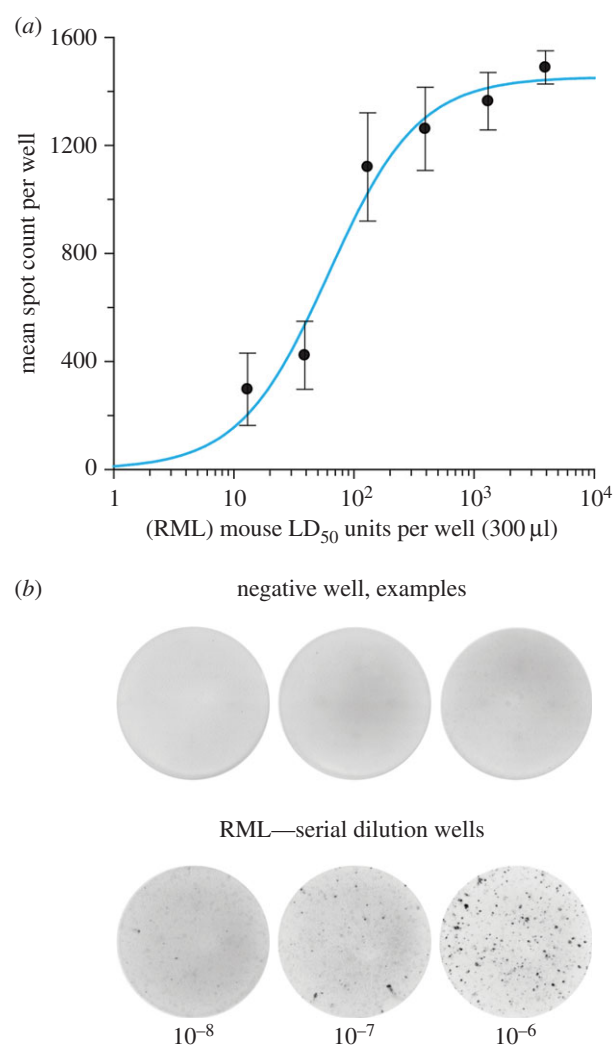 (a)
1600
1200
800
400
0
mean spot count per well
1 10 10² 10³ 10⁴
(RML) mouse LD₅₀ units per well (300 µl)
(b)
negative well, examples
RML—serial dilution wells
10⁻⁸ 10⁻⁷ 10⁻⁶